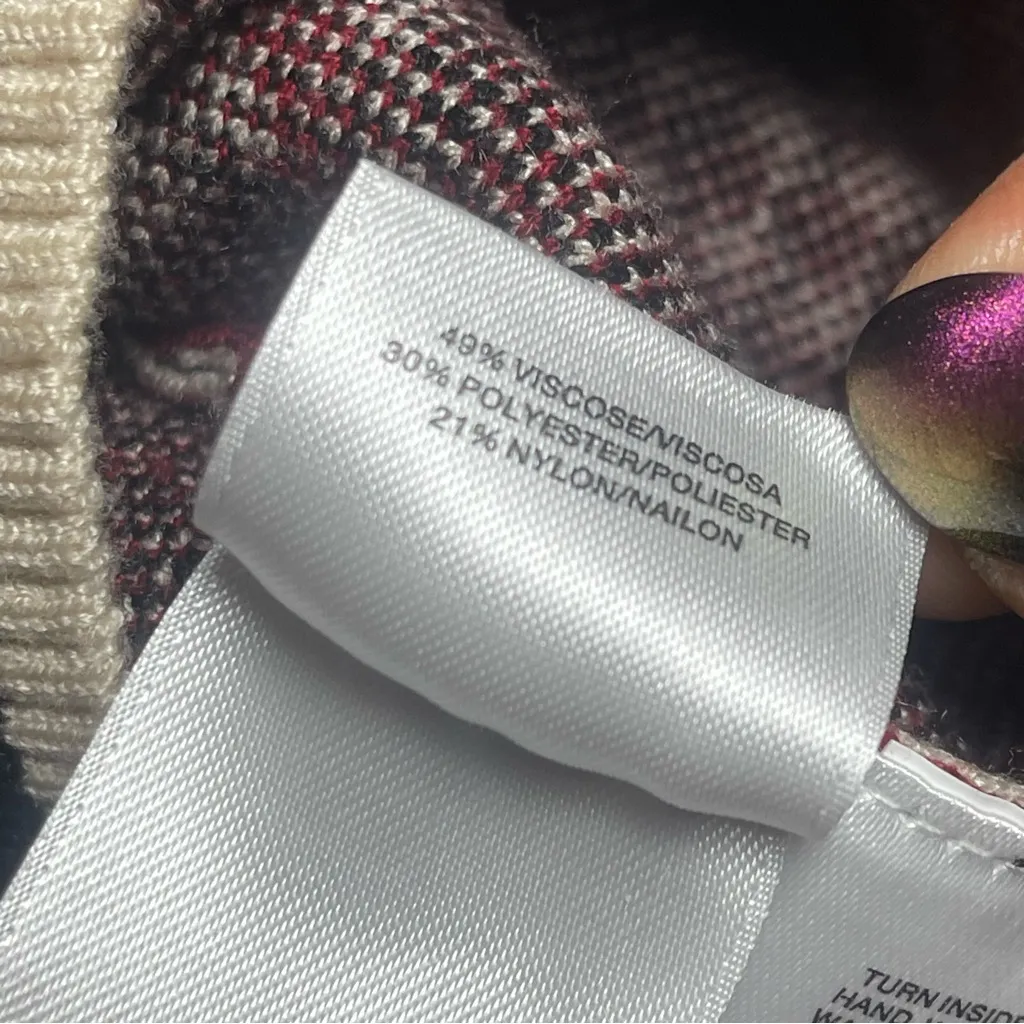 49% VISCOSE/VISCOSA
30% POLYESTER/POLIESTER
21% NYLON/NAILON
TURN INSIDE
HAND